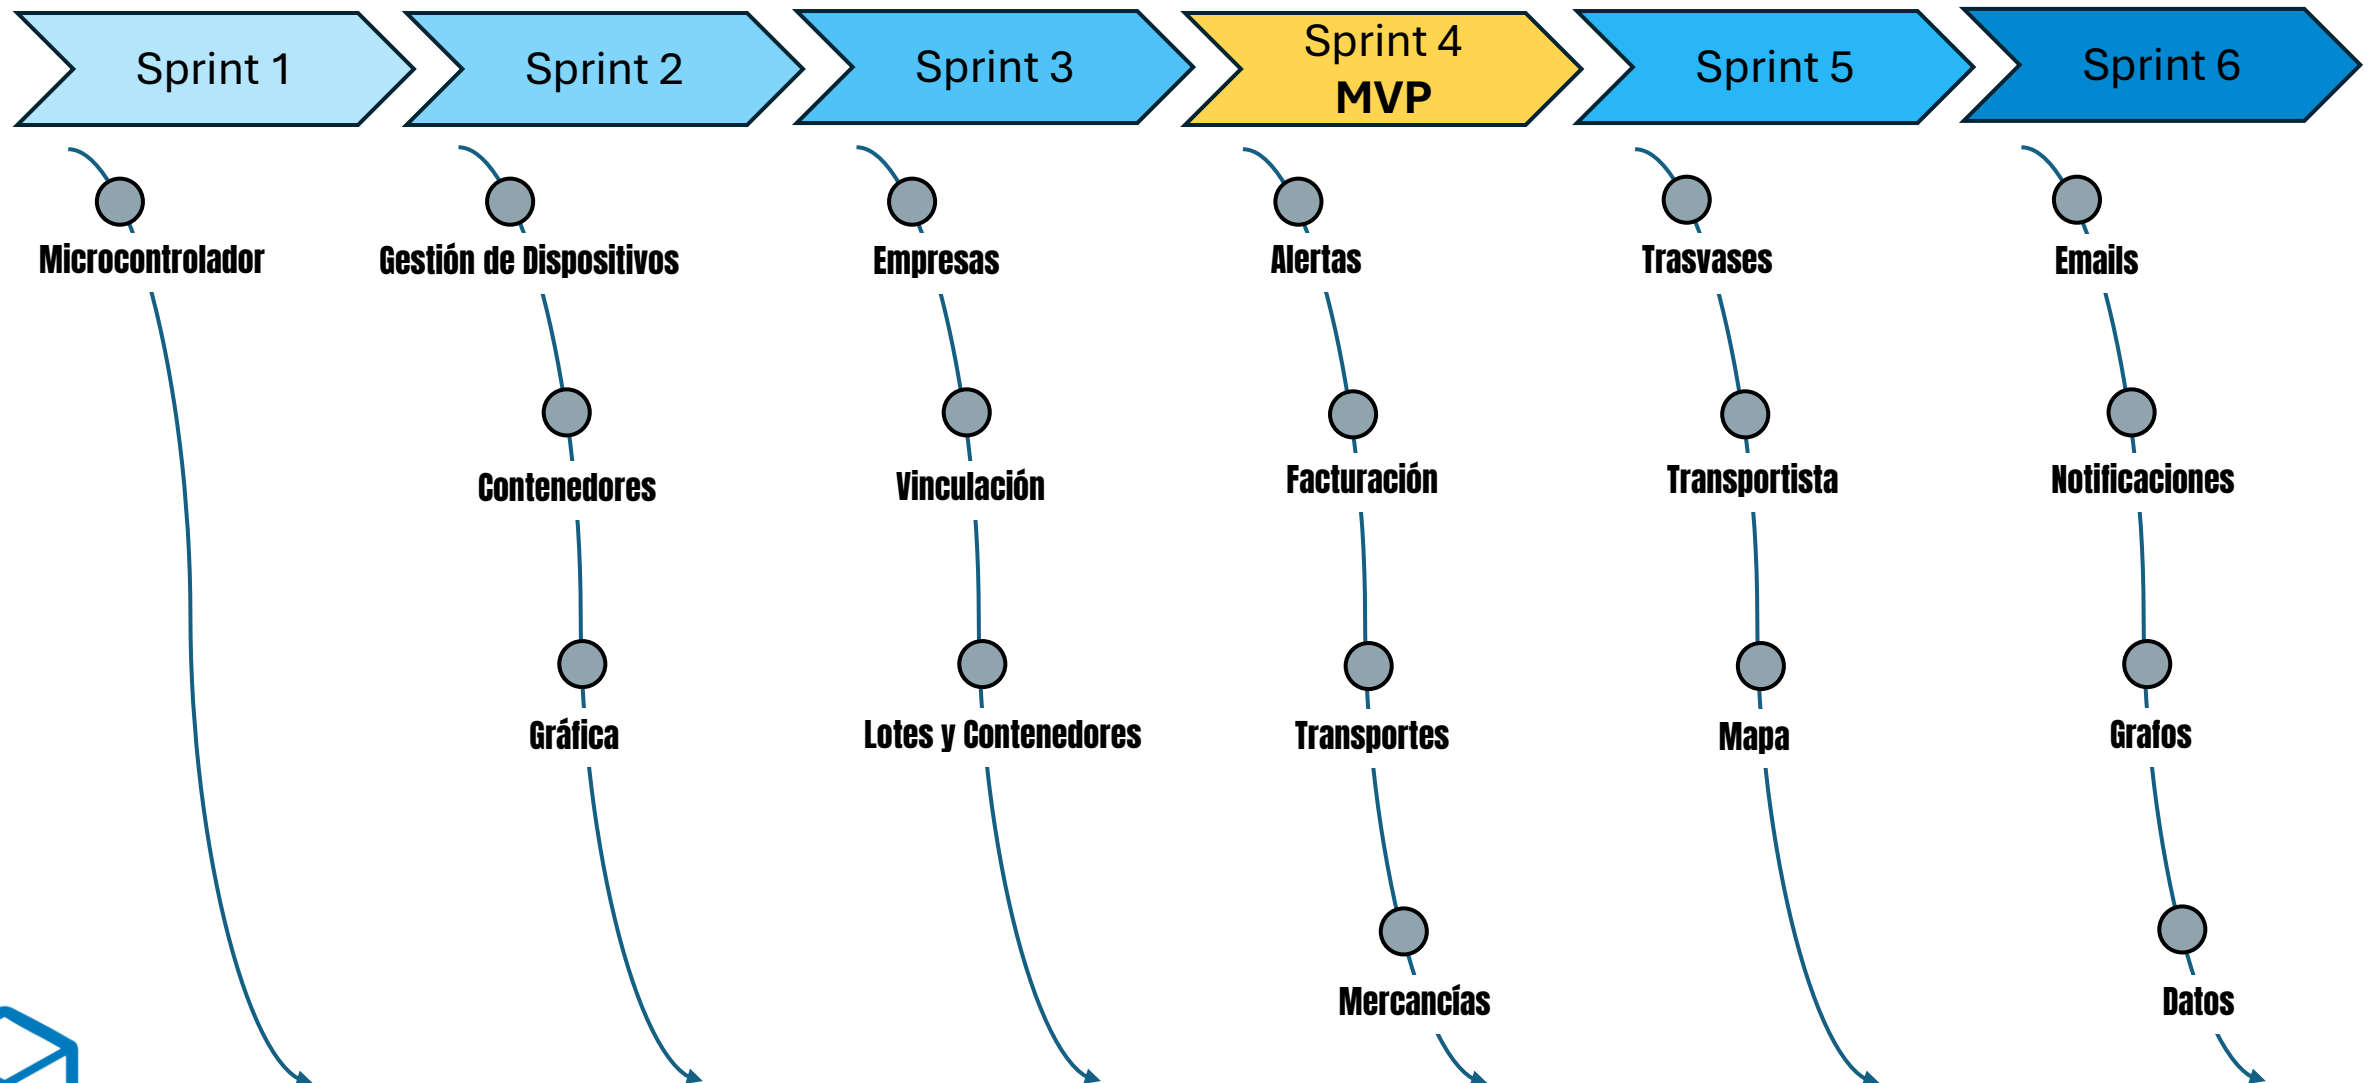 Sprint 1
Sprint 2
Sprint 3
Sprint 4
MVP
Sprint 5
Sprint 6
Microcontrolador
Gestión de Dispositivos
Contenedores
Gráfica
Empresas
Vinculación
Lotes y Contenedores
Alertas
Facturación
Transportes
Mercancías
Trasvases
Transportista
Mapa
Emails
Notificaciones
Grafos
Datos